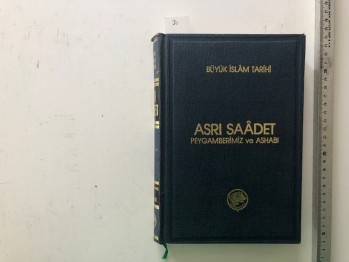 BÜYÜK İSLÂM TARİHİ
ASRI SAÂDET
PEYGAMBERİMİZ ve ASHABI